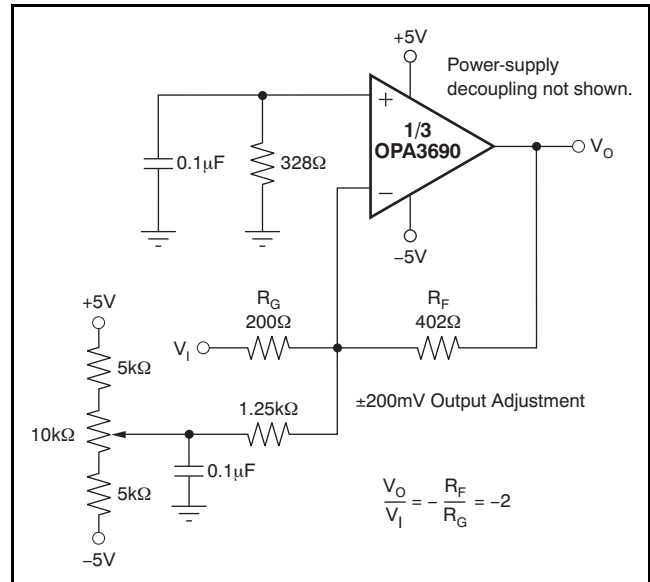 +5V
Power-supply
decoupling not shown.
+
1/3
OPA3690
−
V_O
0.1µF
328Ω
−5V
+5V
R_G
200Ω
R_F
402Ω
V_I
5kΩ
1.25kΩ
±200mV Output Adjustment
10kΩ
0.1µF
5kΩ
−5V
V_O / V_I = − R_F / R_G = −2